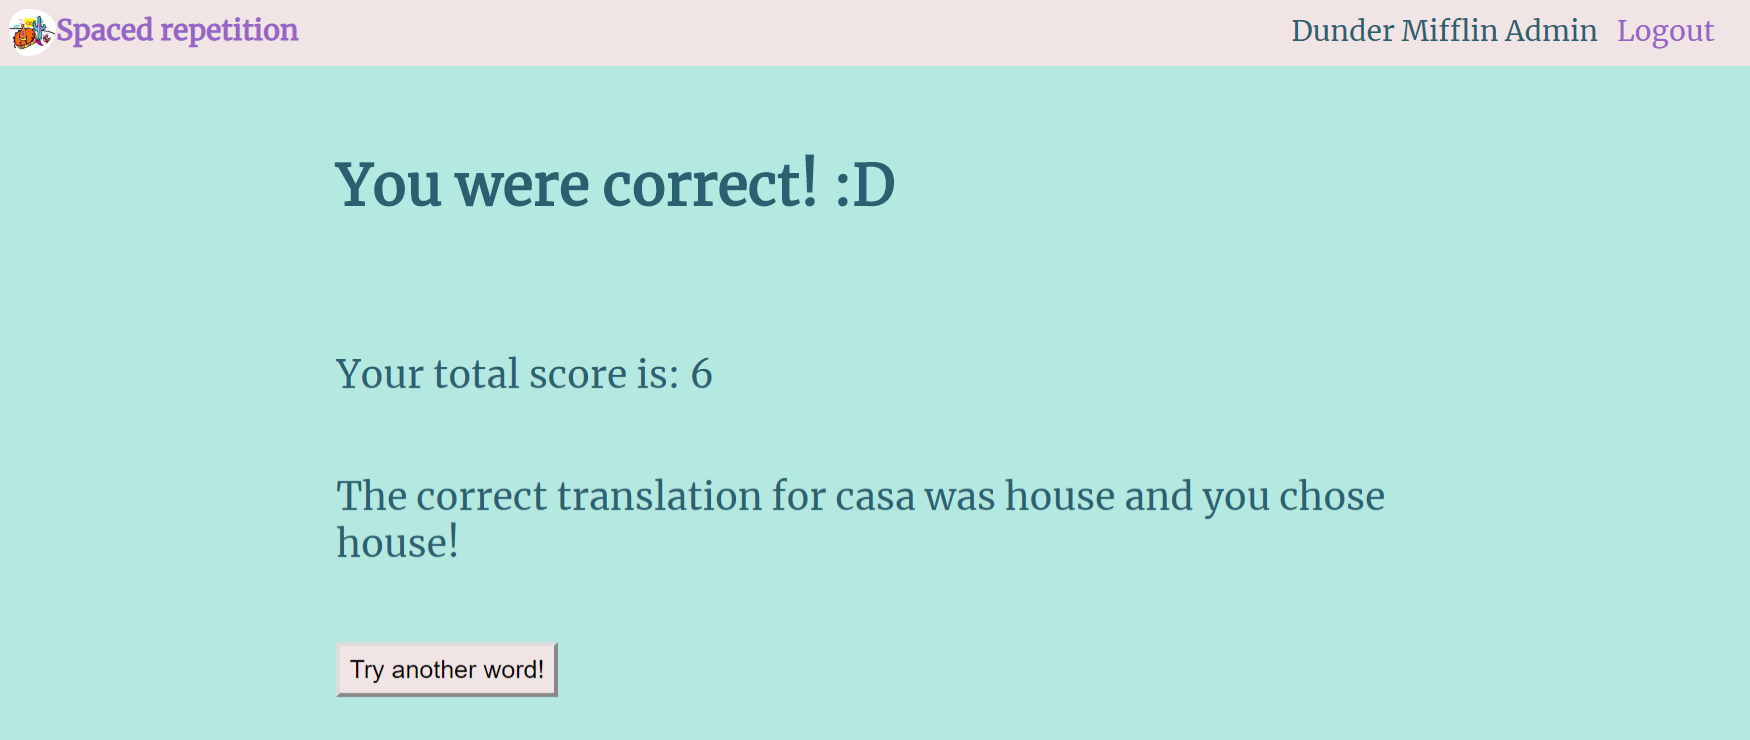 Spaced repetition
Dunder Mifflin Admin Logout
You were correct! :D
Your total score is: 6
The correct translation for casa was house and you chose
house!
Try another word!